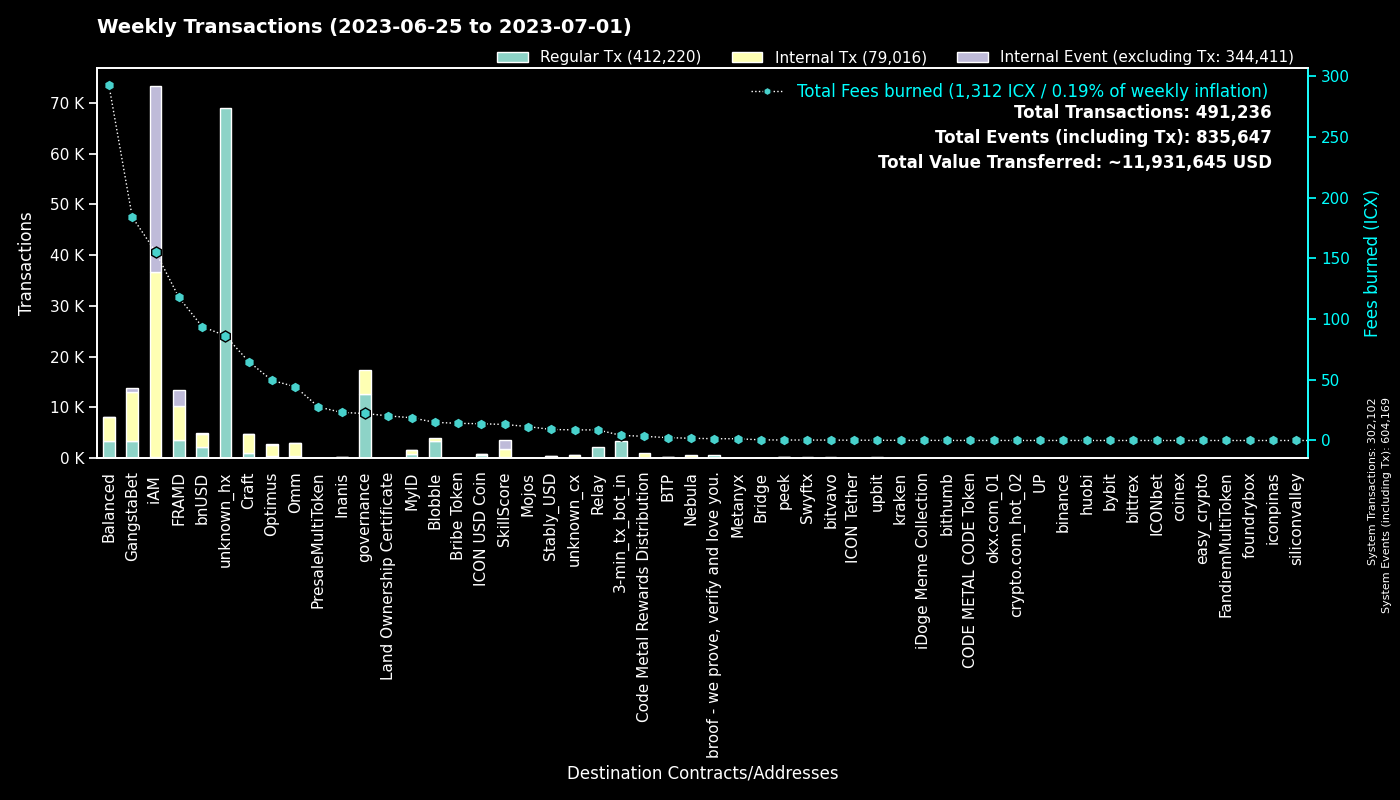 Weekly Transactions (2023-06-25 to 2023-07-01)
Regular Tx (412,220)
Internal Tx (79,016)
Internal Event (excluding Tx: 344,411)
Total Fees burned (1,312 ICX / 0.19% of weekly inflation)
Total Transactions: 491,236
Total Events (including Tx): 835,647
Total Value Transferred: ~11,931,645 USD
Transactions
70 K
60 K
50 K
40 K
30 K
20 K
10 K
0 K
300
250
200
150
100
50
0
Fees burned (ICX)
System Transactions: 302,102
System Events (including Tx): 604,169
Balanced
GangstaBet
iAM
FRAMD
bnUSD
unknown_hx
Craft
Optimus
Omm
PresaleMultiToken
Inanis
governance
Land Ownership Certificate
MyID
Blobble
Bribe Token
ICON USD Coin
SkillScore
Mojos
Stably_USD
unknown_cx
Relay
3-min_tx_bot_in
Code Metal Rewards Distribution
BTP
Nebula
broof - we prove, verify and love you.
Metanyx
Bridge
peek
Swyftx
bitvavo
ICON Tether
upbit
kraken
iDoge Meme Collection
bithumb
CODE METAL CODE Token
okx.com_01
crypto.com_hot_02
UP
binance
huobi
bybit
bittrex
ICONbet
coinex
easy_crypto
FandiemMultiToken
foundrybox
iconpinas
siliconvalley
Destination Contracts/Addresses